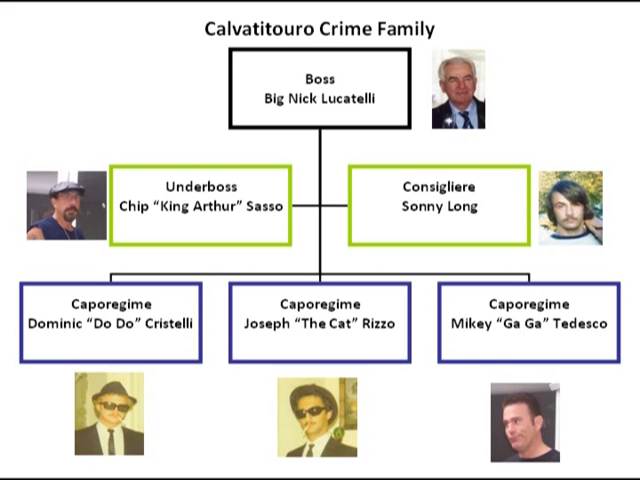 Calvatitouro Crime Family
Boss
Big Nick Lucatelli
Underboss
Chip “King Arthur” Sasso
Consigliere
Sonny Long
Caporegime
Dominic “Do Do” Cristelli
Caporegime
Joseph “The Cat” Rizzo
Caporegime
Mikey “Ga Ga” Tedesco